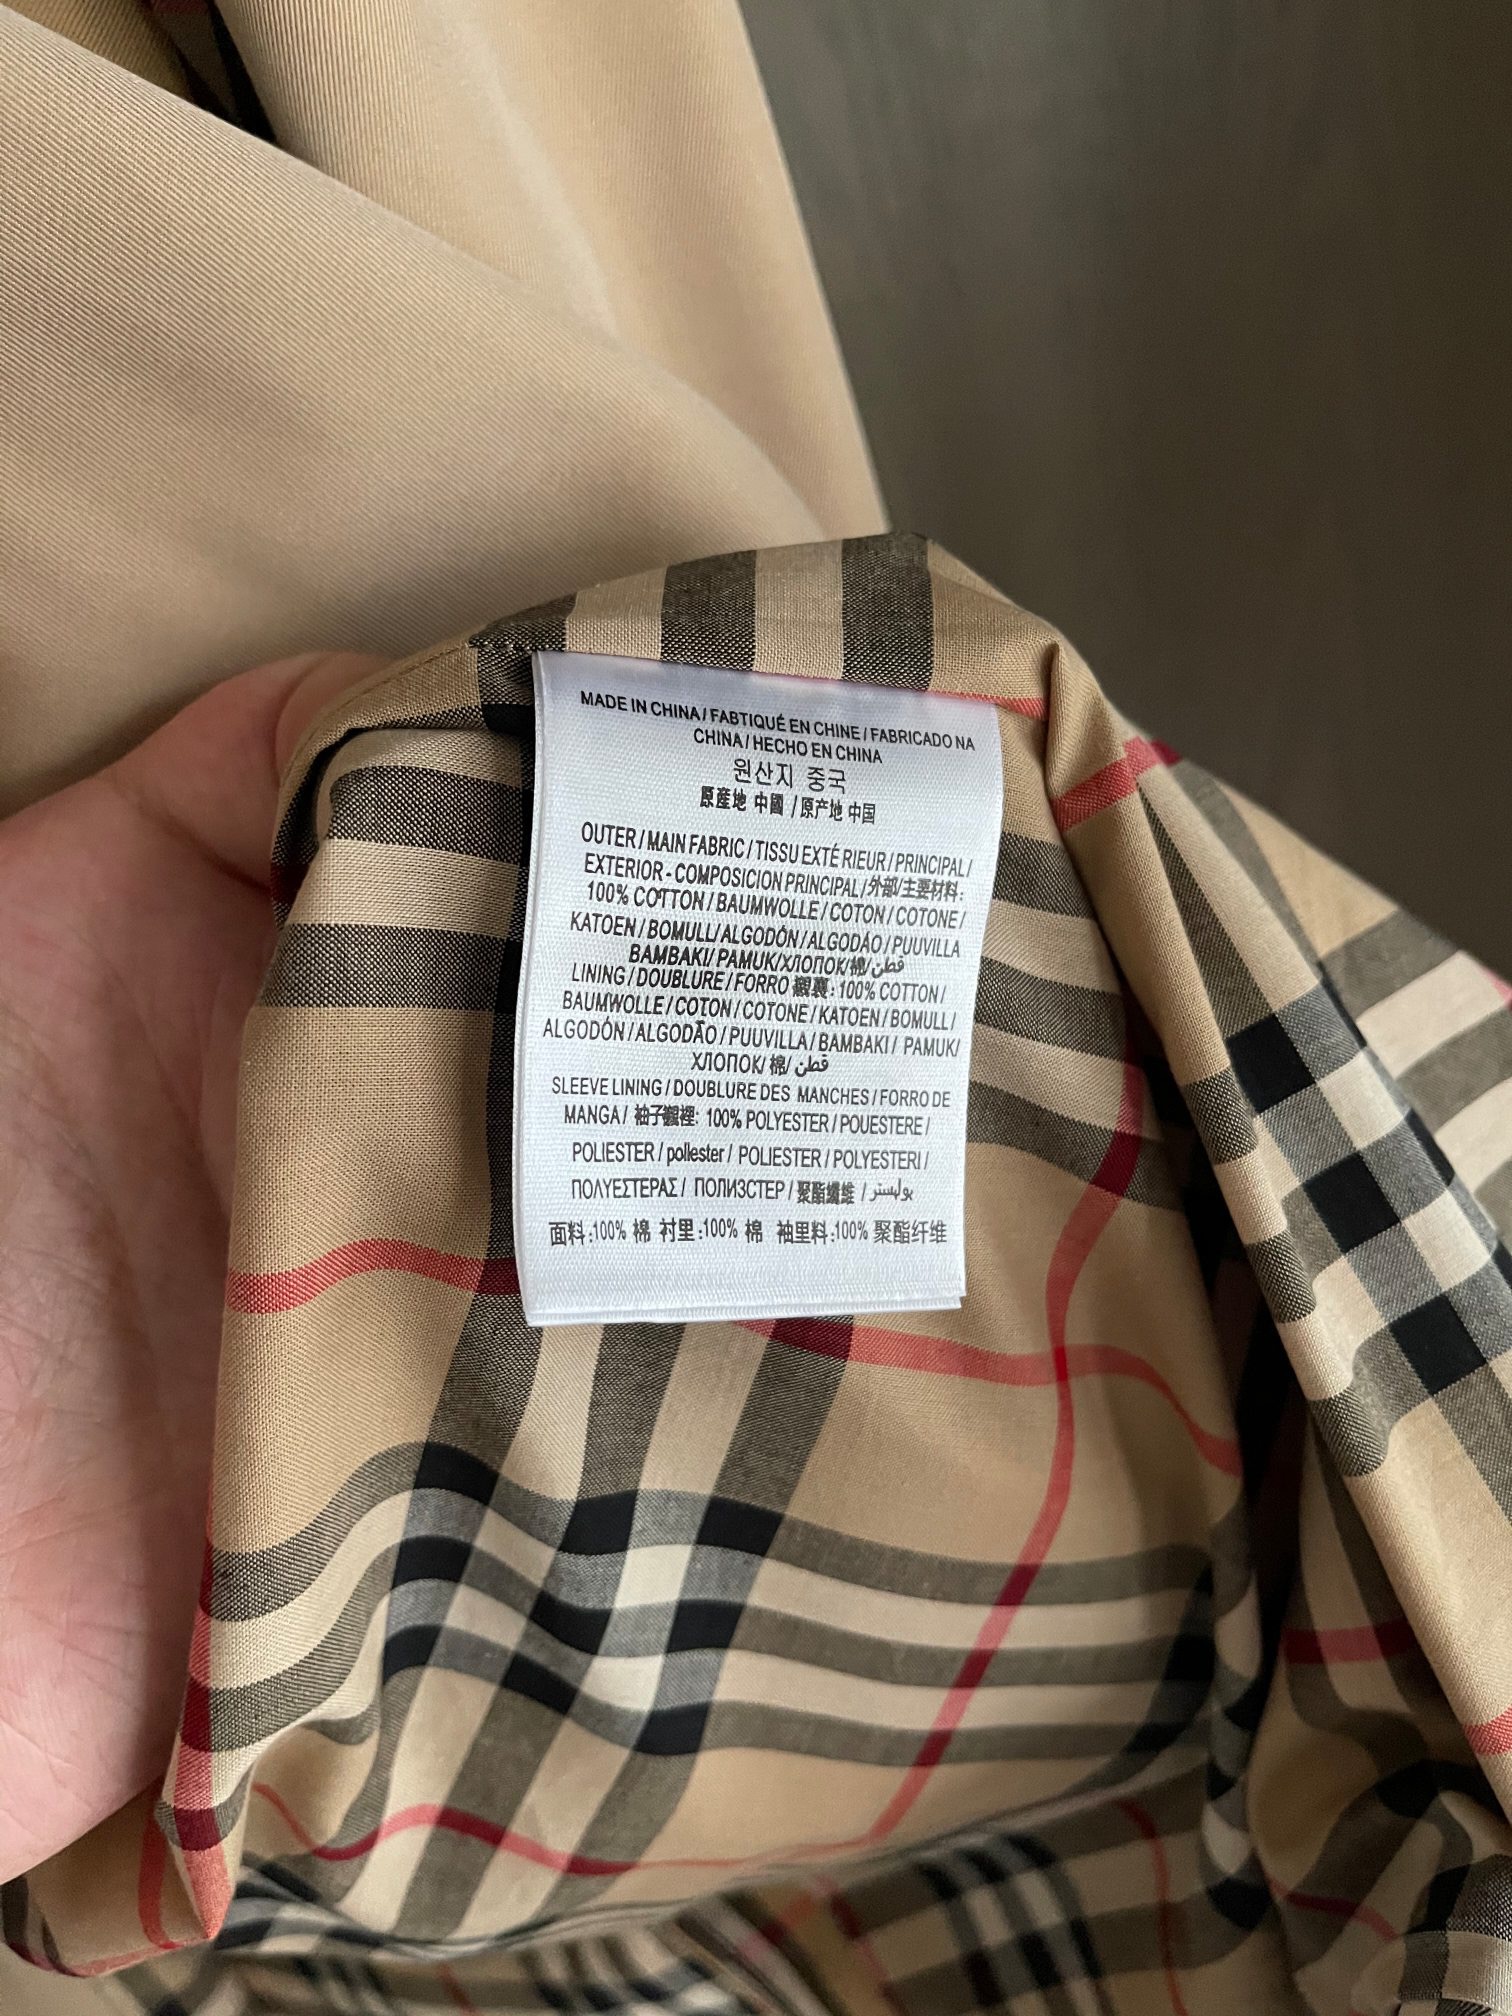 MADE IN CHINA / FABTIQUÉ EN CHINE / FABRICADO NA
CHINA / HECHO EN CHINA
원산지 중국
原産地 中國 / 原产地 中国
OUTER / MAIN FABRIC / TISSU EXTÉ RIEUR / PRINCIPAL /
EXTERIOR - COMPOSICION PRINCIPAL / 外部/主要材料:
100% COTTON / BAUMWOLLE / COTON / COTONE /
KATOEN / BOMULL / ALGODÓN / ALGODÁO / PUUVILLA
BAMBAKI / PAMUK/ХЛОПОК/棉/قطن
LINING / DOUBLURE / FORRO 襯裏: 100% COTTON /
BAUMWOLLE / COTON / COTONE / KATOEN / BOMULL /
ALGODÓN / ALGODÃO / PUUVILLA / BAMBAKI / PAMUK/
ХЛОПОК/ 棉/ قطن
SLEEVE LINING / DOUBLURE DES MANCHES / FORRO DE
MANGA / 袖子襯裡: 100% POLYESTER / POUESTERE /
POLIESTER / pollester / POLIESTER / POLYESTERI /
ΠΟΛΥΕΣΤΕΡΑΣ / ПОЛИЭСТЕР / 聚酯纖維 / بوليستر
面料:100% 棉 衬里:100% 棉 袖里料:100% 聚酯纤维